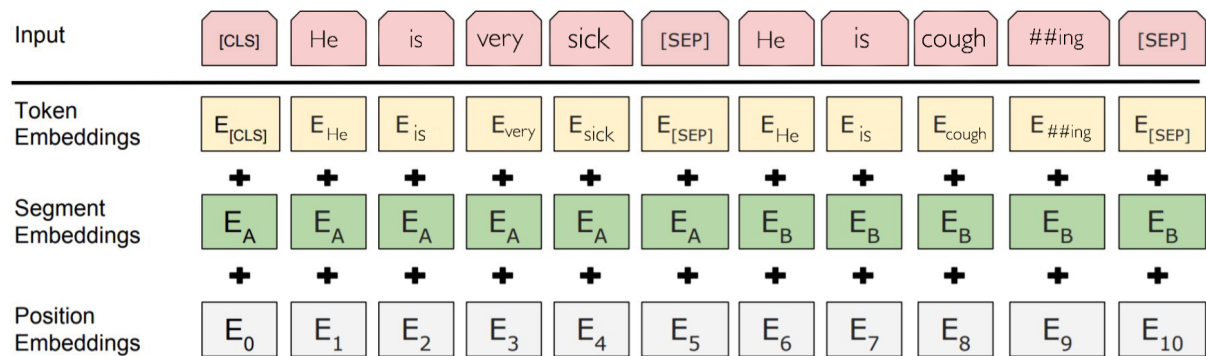 Input [CLS] He is very sick [SEP] He is cough ##ing [SEP]
Token
Embeddings
E[CLS] EHe Eis Every Esick E[SEP] EHe Eis Ecough E##ing E[SEP]
+ + + + + + + + + + +
Segment
Embeddings
EA EA EA EA EA EA EB EB EB EB EB
+ + + + + + + + + + +
Position
Embeddings
E0 E1 E2 E3 E4 E5 E6 E7 E8 E9 E10